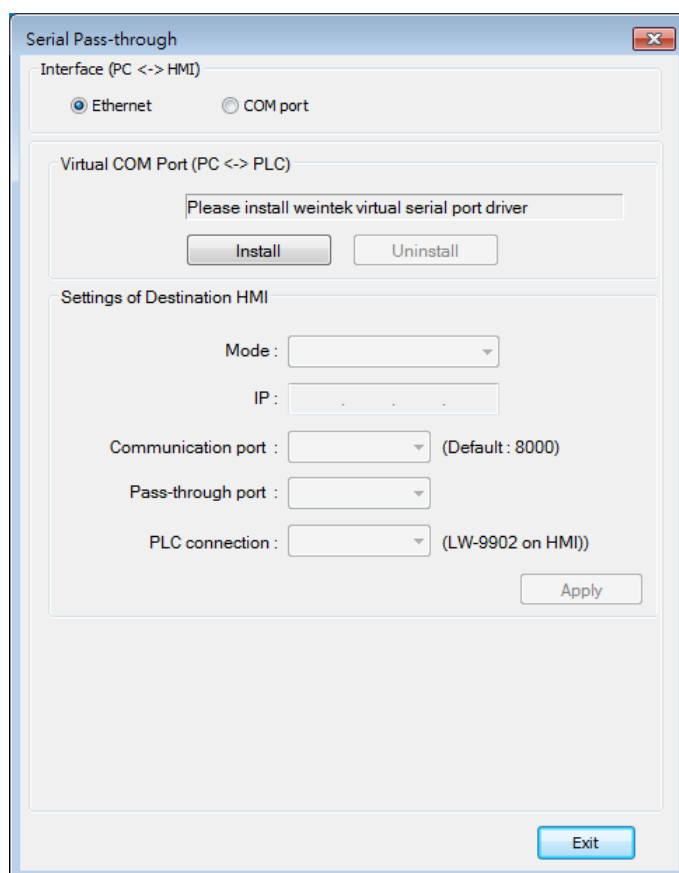 Serial Pass-through
Interface (PC <-> HMI)
Ethernet COM port
Virtual COM Port (PC <-> PLC)
Please install weintek virtual serial port driver
Install Uninstall
Settings of Destination HMI
Mode :
IP : . . .
Communication port : (Default : 8000)
Pass-through port :
PLC connection : (LW-9902 on HMI))
Apply
Exit